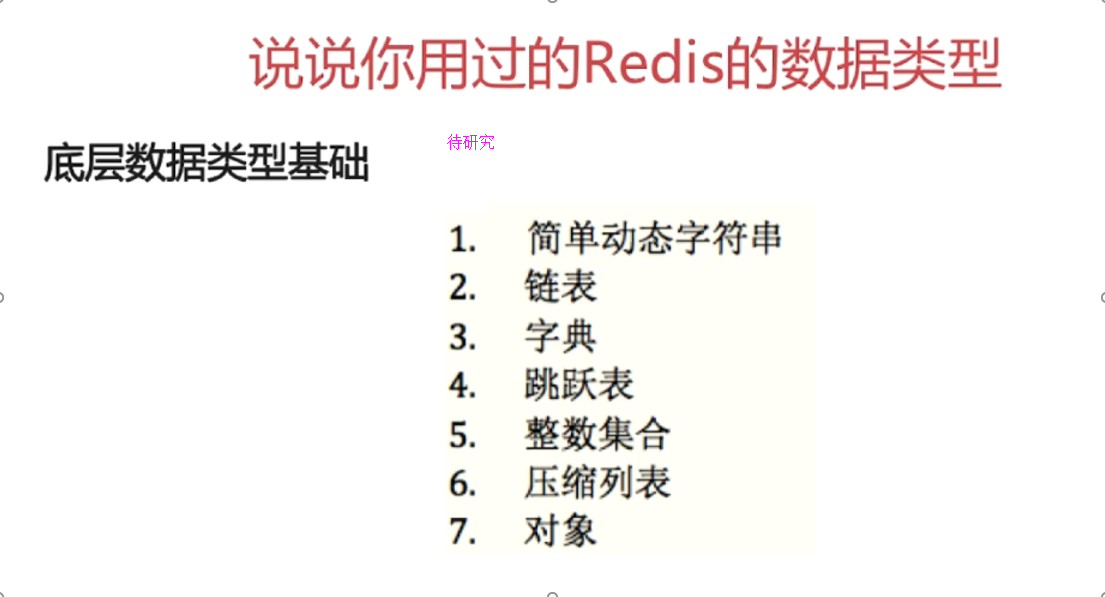 说说你用过的Redis的数据类型
底层数据类型基础
待研究
1. 简单动态字符串
2. 链表
3. 字典
4. 跳跃表
5. 整数集合
6. 压缩列表
7. 对象